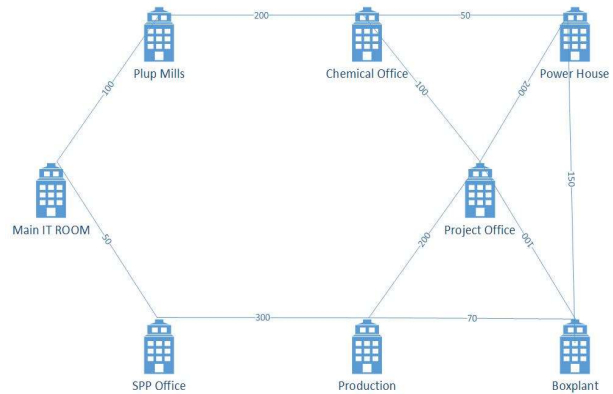 200
50
Plup Mills
Chemical Office
Power House
100
100
200
150
Main IT ROOM
Project Office
50
200
100
300
70
SPP Office
Production
Boxplant